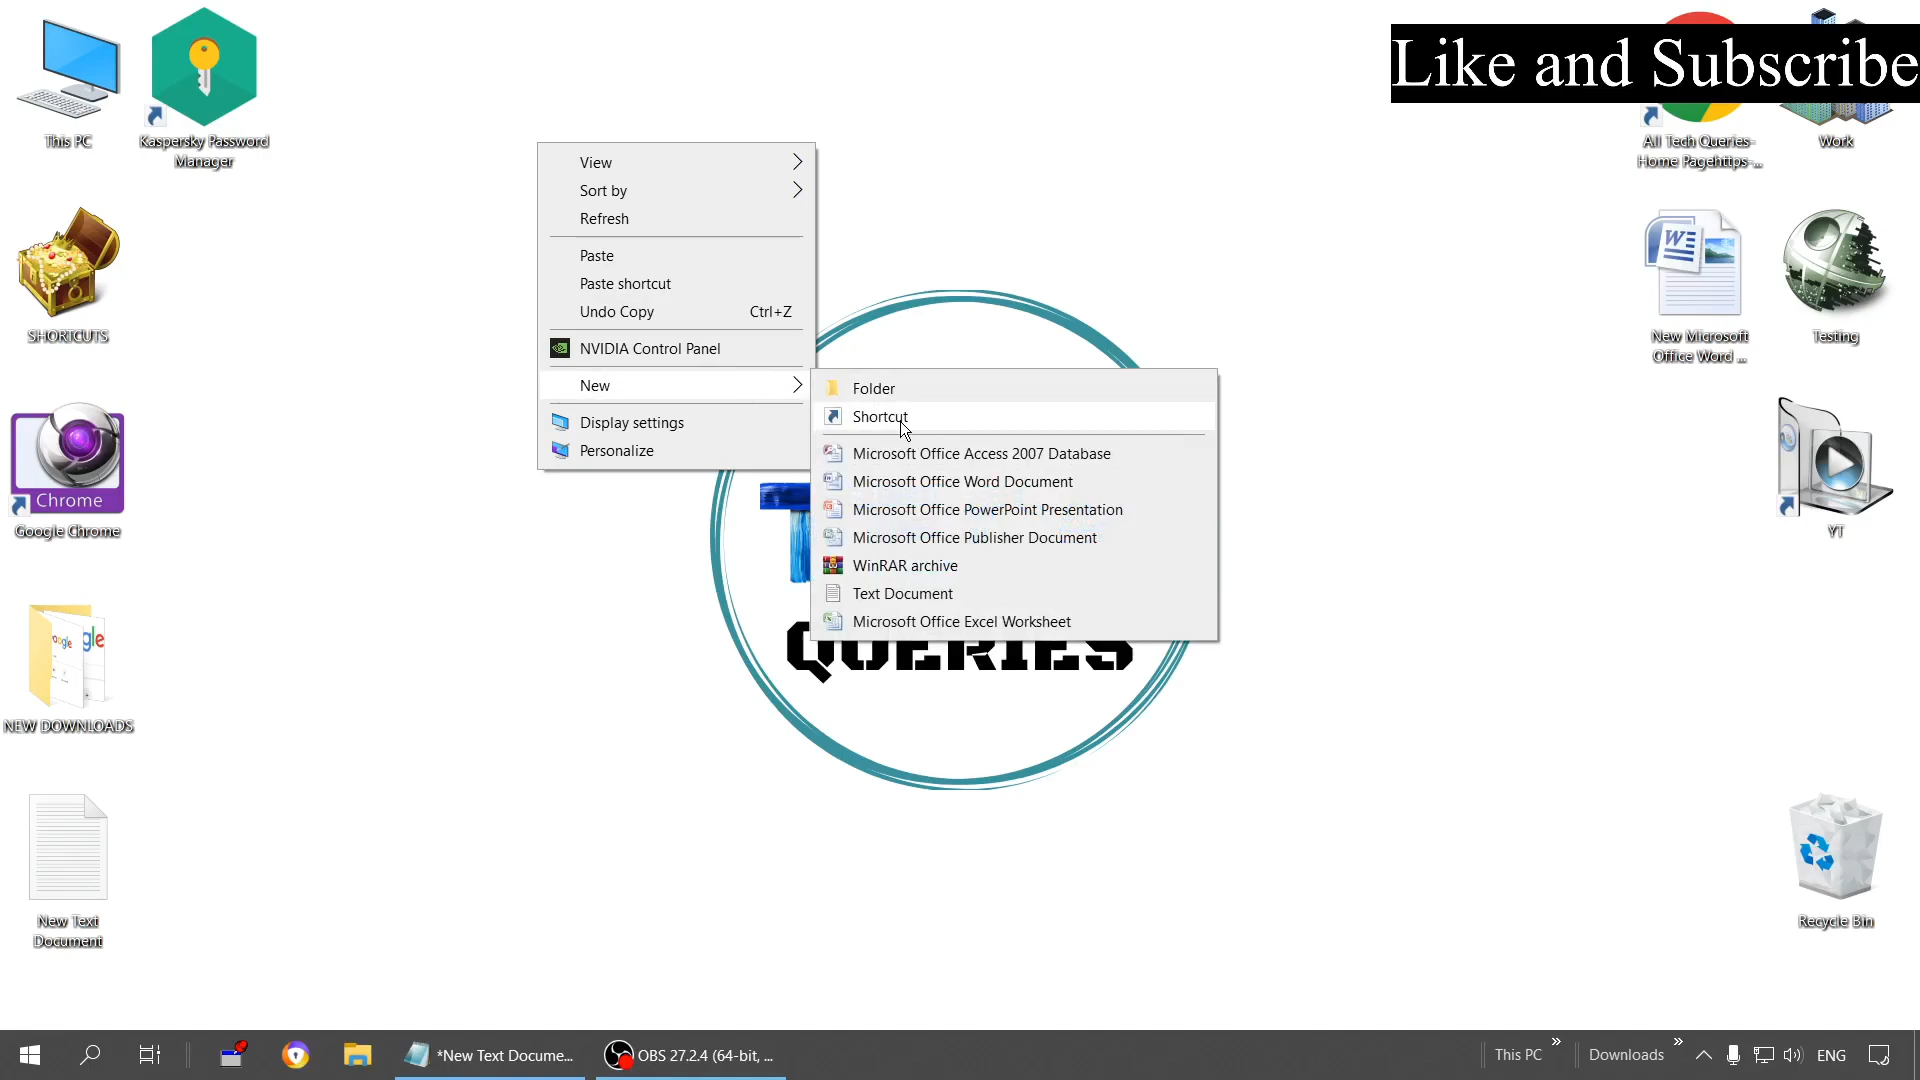 Like and Subscribe
This PC
Kaspersky Password
Manager
All Tech Queries-
Home Pagehttps-...
Work
SHORTCUTS
New Microsoft
Office Word ...
Testing
Chrome
Google Chrome
YT
NEW DOWNLOADS
New Text
Document
Recycle Bin
View
Sort by
Refresh
Paste
Paste shortcut
Undo Copy Ctrl+Z
NVIDIA Control Panel
New
Display settings
Personalize
Folder
Shortcut
Microsoft Office Access 2007 Database
Microsoft Office Word Document
Microsoft Office PowerPoint Presentation
Microsoft Office Publisher Document
WinRAR archive
Text Document
Microsoft Office Excel Worksheet
QUERIES
*New Text Docume...
OBS 27.2.4 (64-bit, ...
This PC
Downloads
ENG